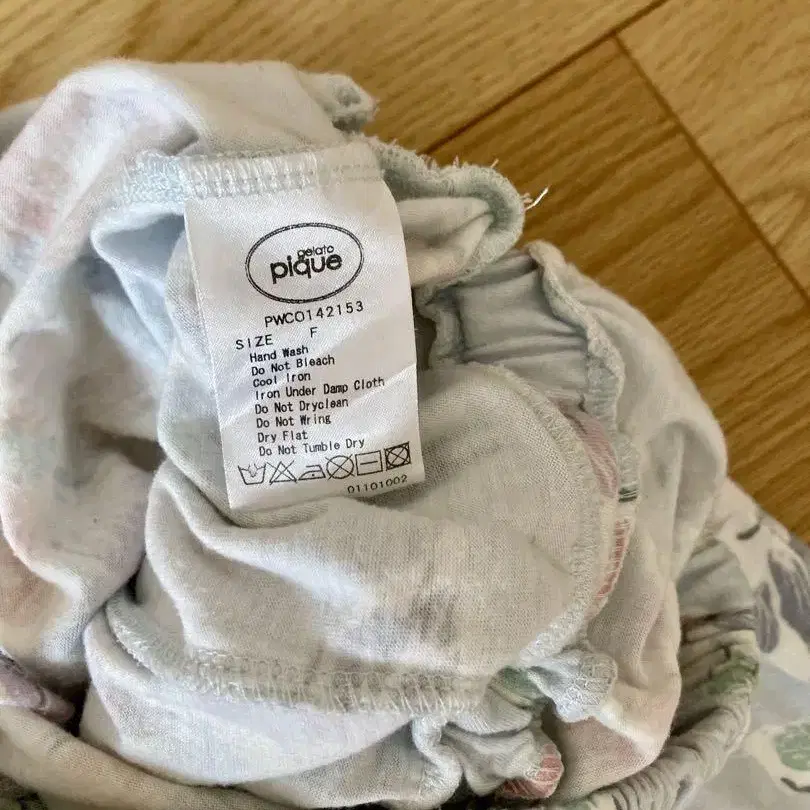 gelato
pique
PWCO142153
SIZE F
Hand Wash
Do Not Bleach
Cool Iron
Iron Under Damp Cloth
Do Not Dryclean
Do Not Wring
Dry Flat
Do Not Tumble Dry
01101002